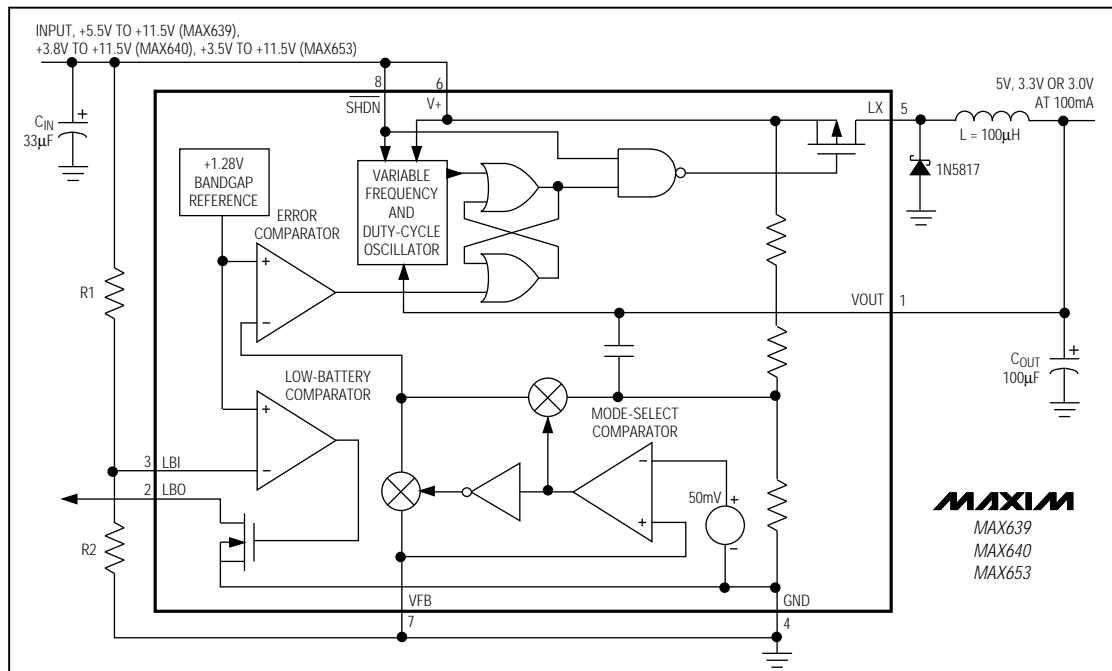 INPUT, +5.5V TO +11.5V (MAX639),
+3.8V TO +11.5V (MAX640), +3.5V TO +11.5V (MAX653)
8
6
5V, 3.3V OR 3.0V
AT 100mA
SHDN
V+
LX
5
CIN
33µF
L = 100µH
1N5817
+1.28V
BANDGAP
REFERENCE
VARIABLE
FREQUENCY
AND
DUTY-CYCLE
OSCILLATOR
ERROR
COMPARATOR
+
−
R1
VOUT
1
+
COUT
100µF
LOW-BATTERY
COMPARATOR
+
−
MODE-SELECT
COMPARATOR
−
+
50mV
+
−
3 LBI
2 LBO
R2
MAXIM
MAX639
MAX640
MAX653
VFB
7
GND
4